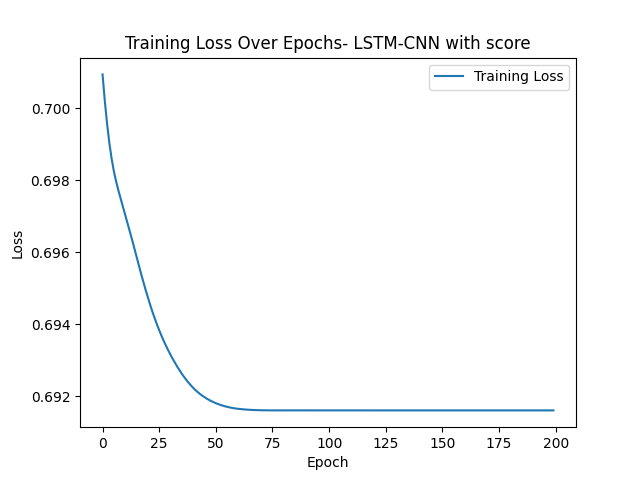 Training Loss Over Epochs- LSTM-CNN with score
Training Loss
0.700
0.698
0.696
0.694
0.692
Loss
0 25 50 75 100 125 150 175 200
Epoch